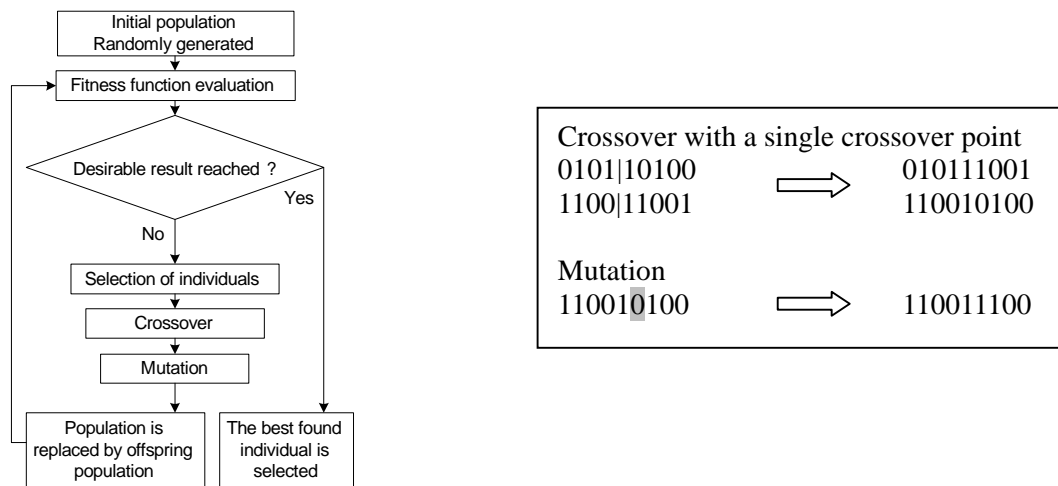 Initial population
Randomly generated
Fitness function evaluation
Desirable result reached ?
Yes
No
Selection of individuals
Crossover
Mutation
Population is
replaced by offspring
population
The best found
individual is
selected
Crossover with a single crossover point
0101|10100 010111001
1100|11001 110010100
Mutation
110010100 110011100